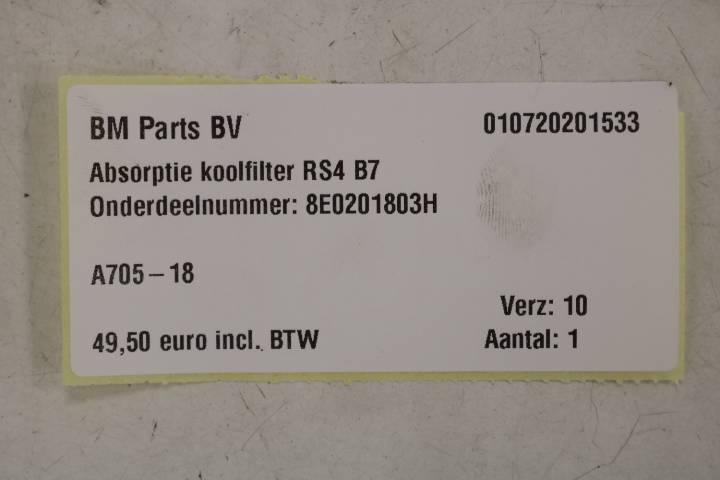 BM Parts BV 010720201533
Absorptie koolfilter RS4 B7
Onderdeelnummer: 8E0201803H
A705-18
Verz: 10
49,50 euro incl. BTW Aantal: 1